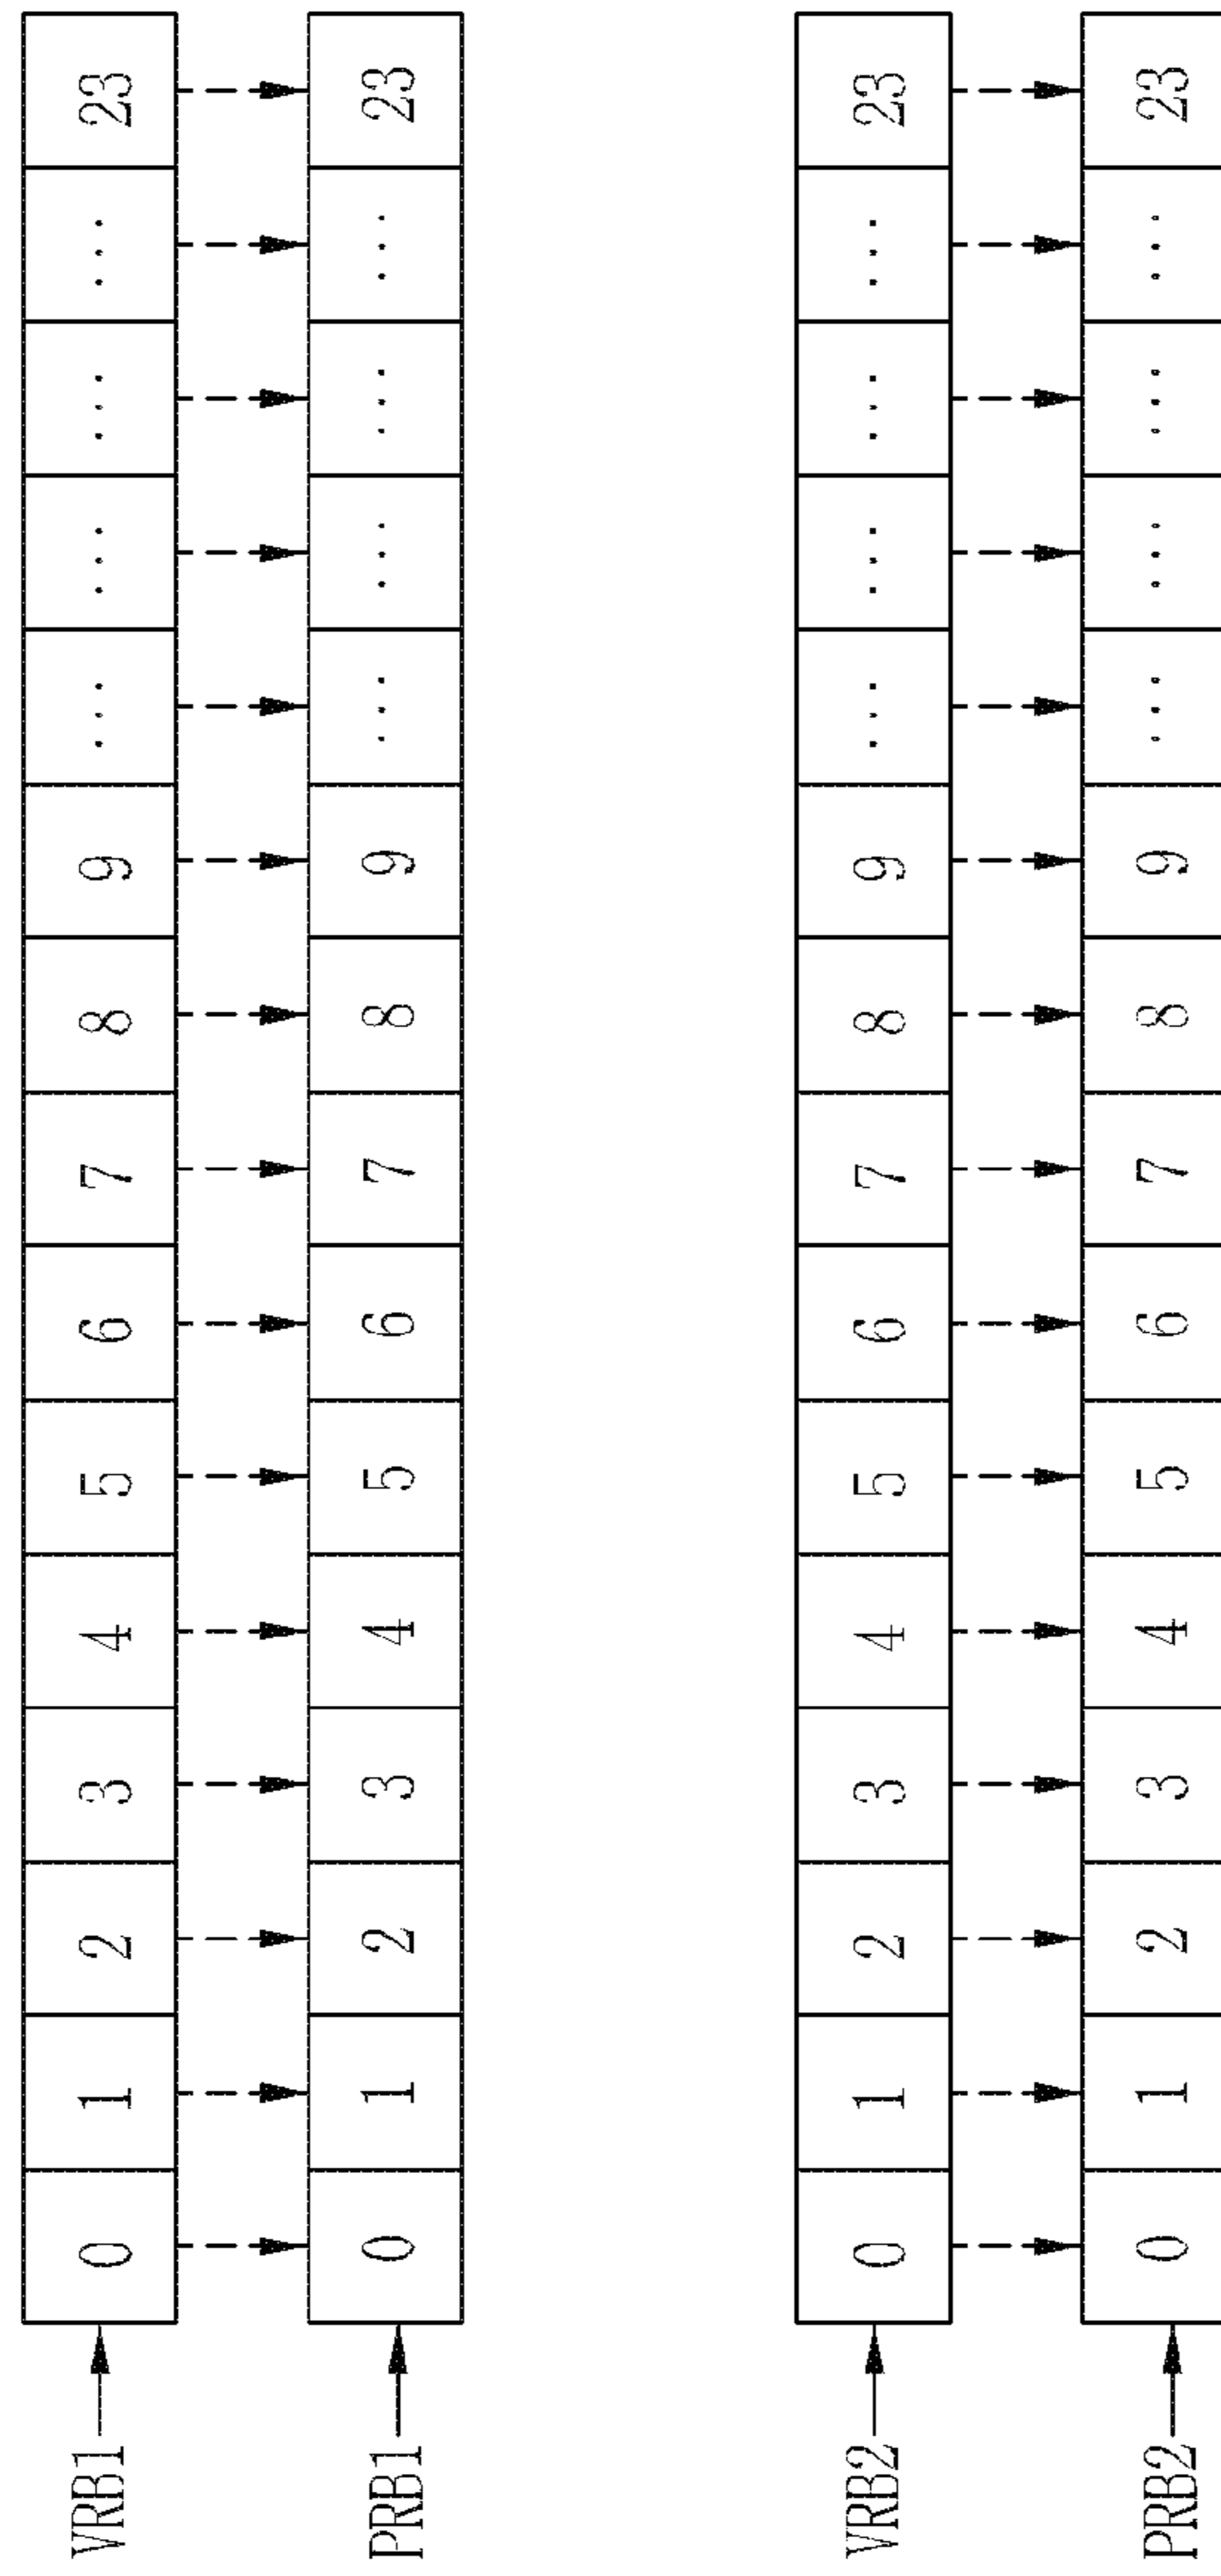 VRB1 0 1 2 3 4 5 6 7 8 9 ... ... ... ... 23
PRB1 0 1 2 3 4 5 6 7 8 9 ... ... ... ... 23
VRB2 0 1 2 3 4 5 6 7 8 9 ... ... ... ... 23
PRB2 0 1 2 3 4 5 6 7 8 9 ... ... ... ... 23